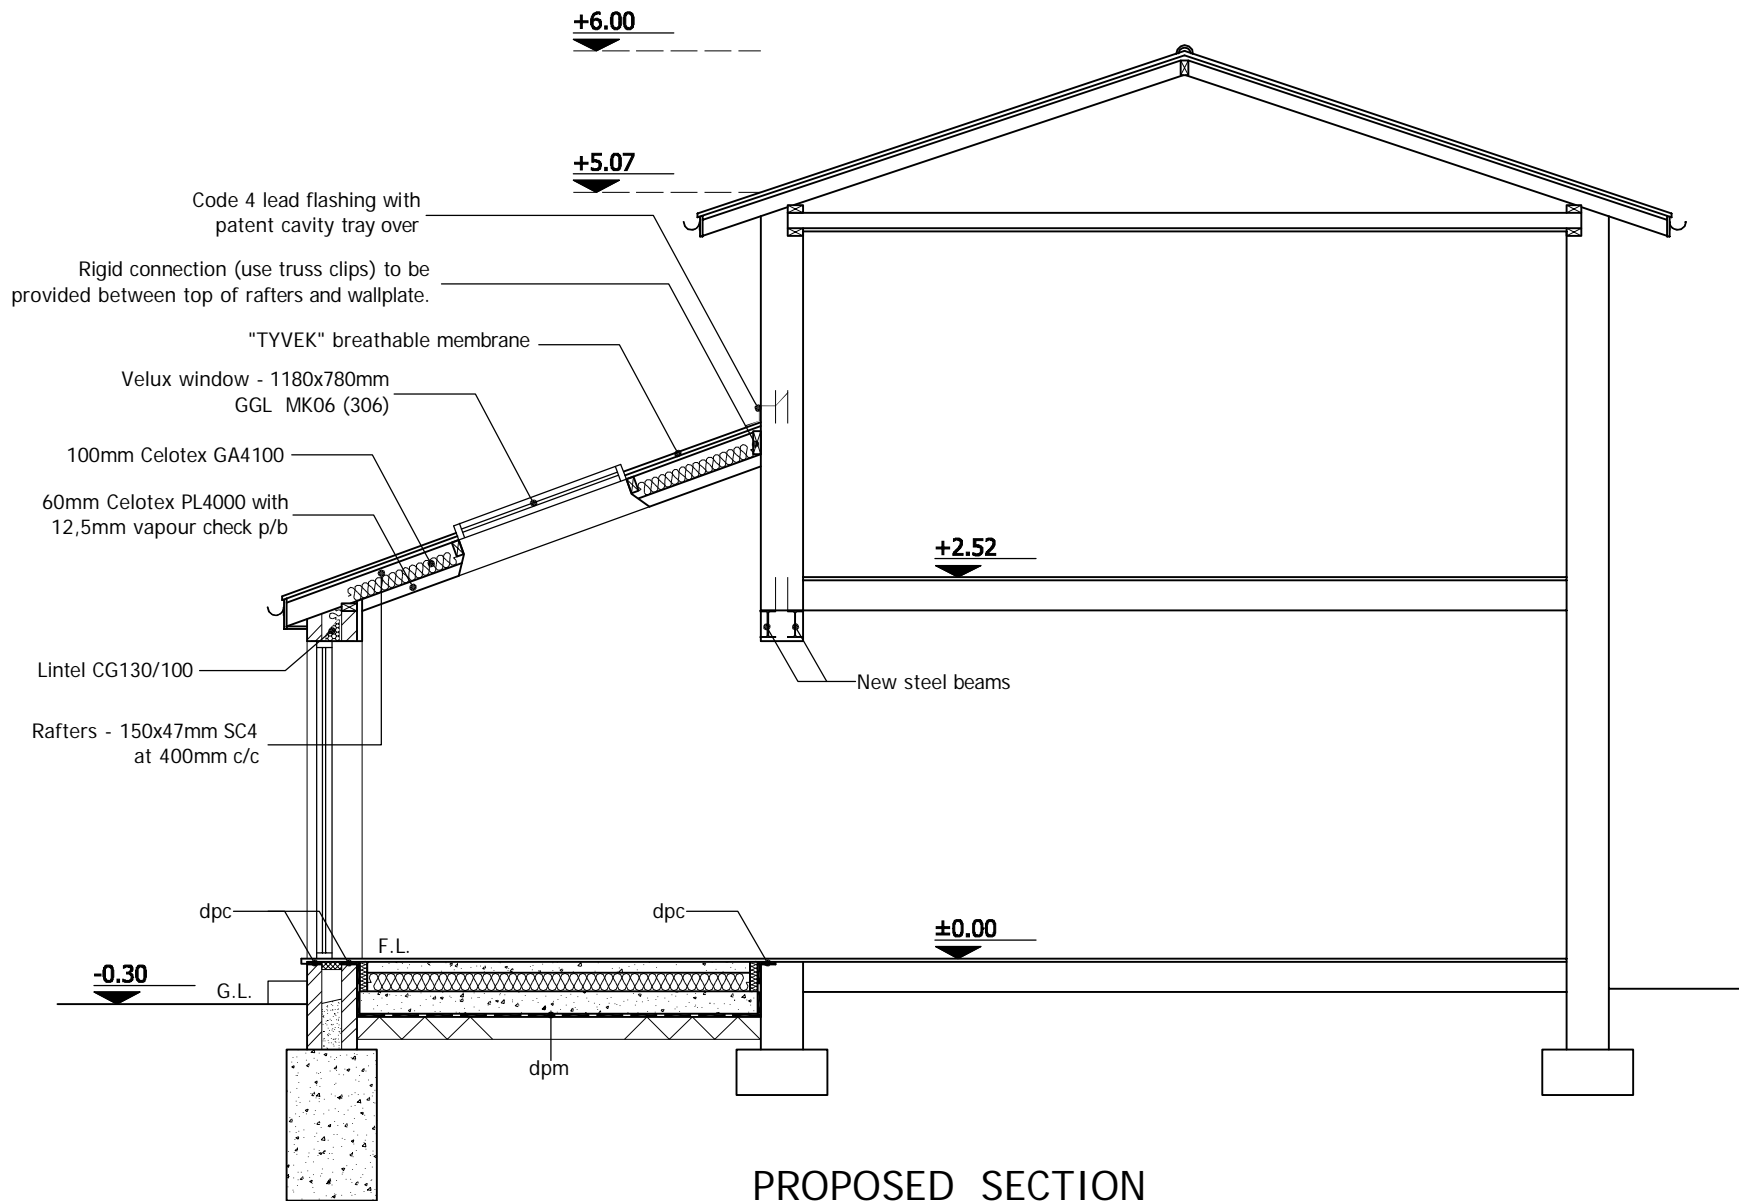 +6.00
+5.07
Code 4 lead flashing with
patent cavity tray over
Rigid connection (use truss clips) to be
provided between top of rafters and wallplate.
"TYVEK" breathable membrane
Velux window - 1180x780mm
GGL MK06 (306)
100mm Celotex GA4100
60mm Celotex PL4000 with
12,5mm vapour check p/b
+2.52
Lintel CG130/100
New steel beams
Rafters - 150x47mm SC4
at 400mm c/c
dpc
dpc
±0.00
F.L.
-0.30
G.L.
dpm
PROPOSED SECTION